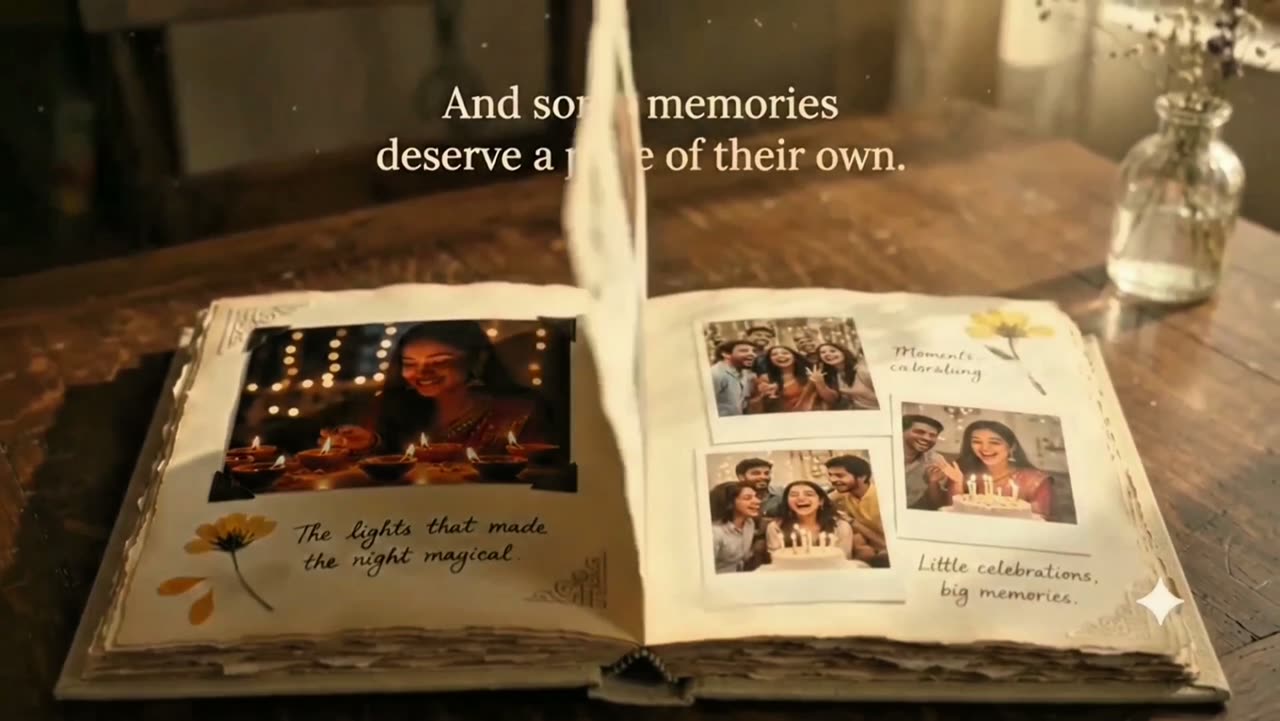 And so memories
deserve a of their own.
The lights that made
the night magical.
Moments
Little celebrations,
big memories.